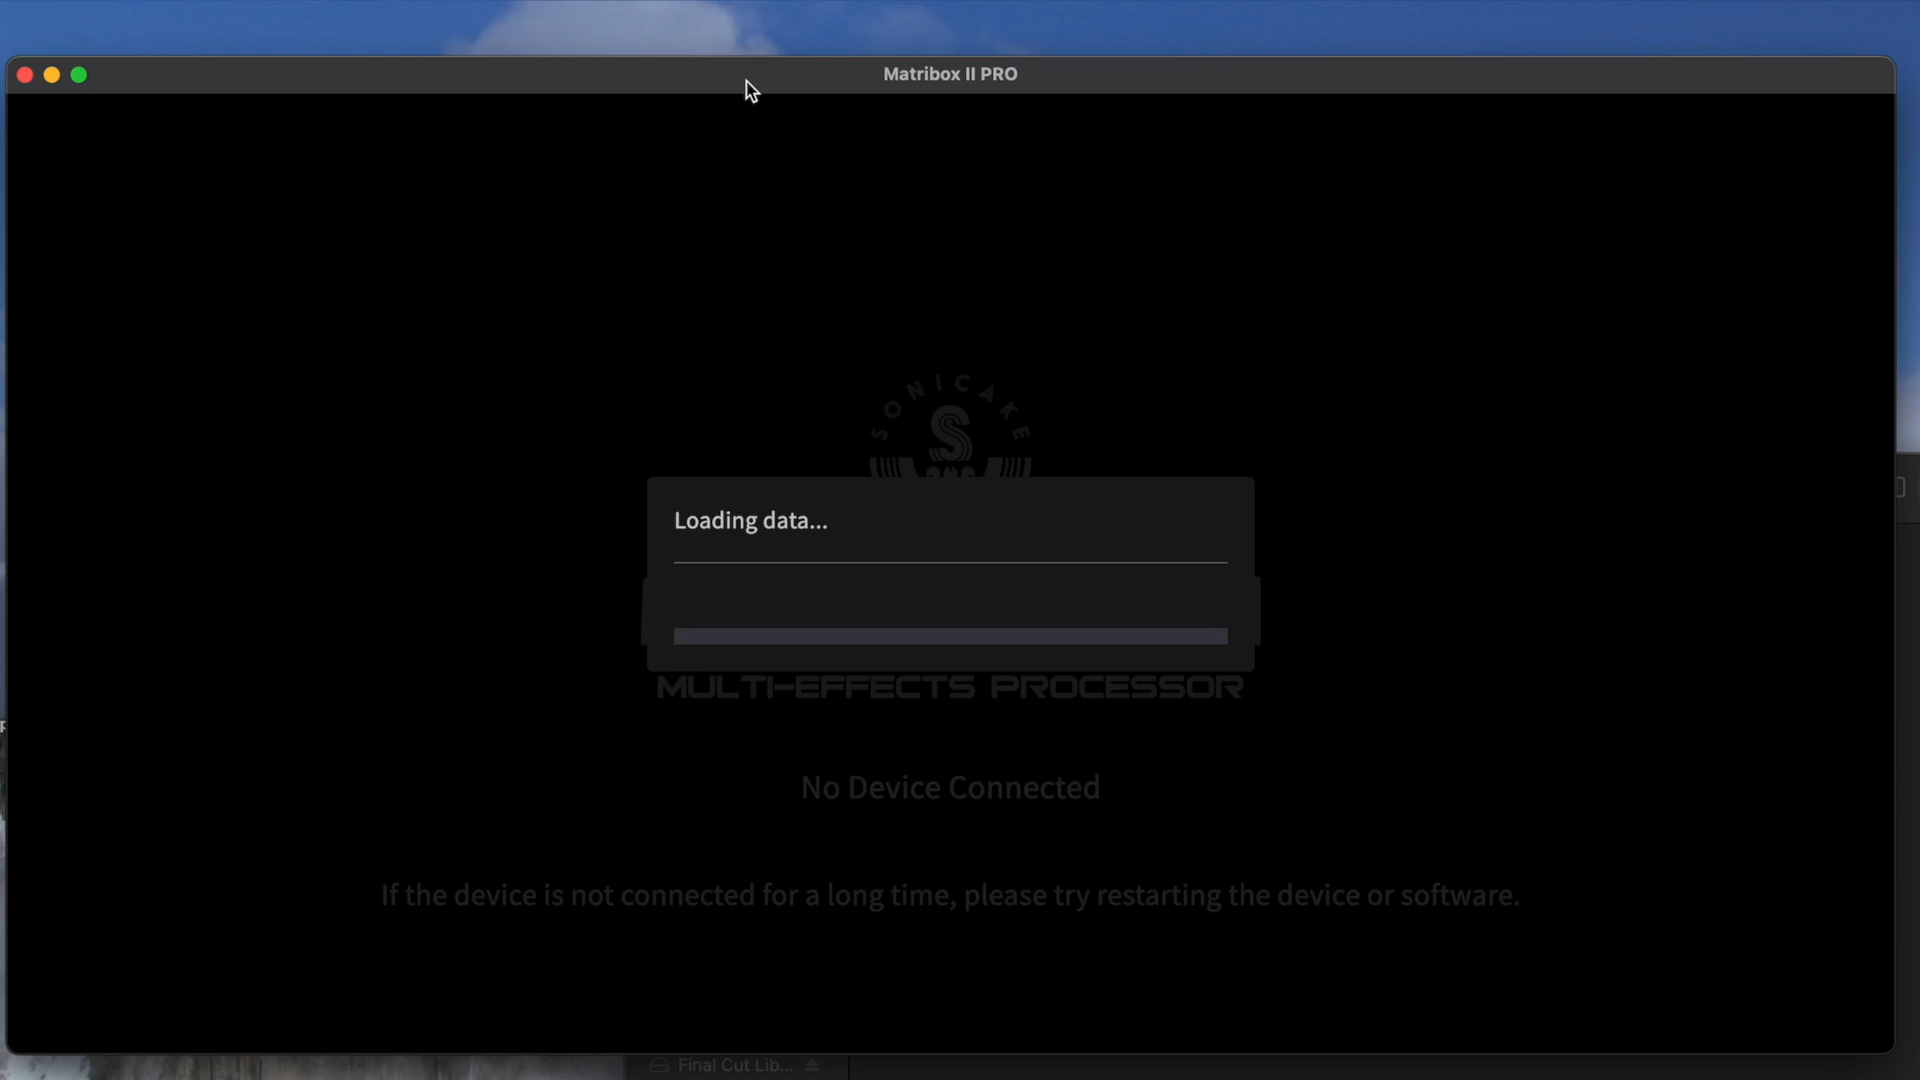 Matribox II PRO
SONICAKE
Loading data...
MULTI-EFFECTS PROCESSOR
No Device Connected
If the device is not connected for a long time, please try restarting the device or software.
Final Cut Lib...